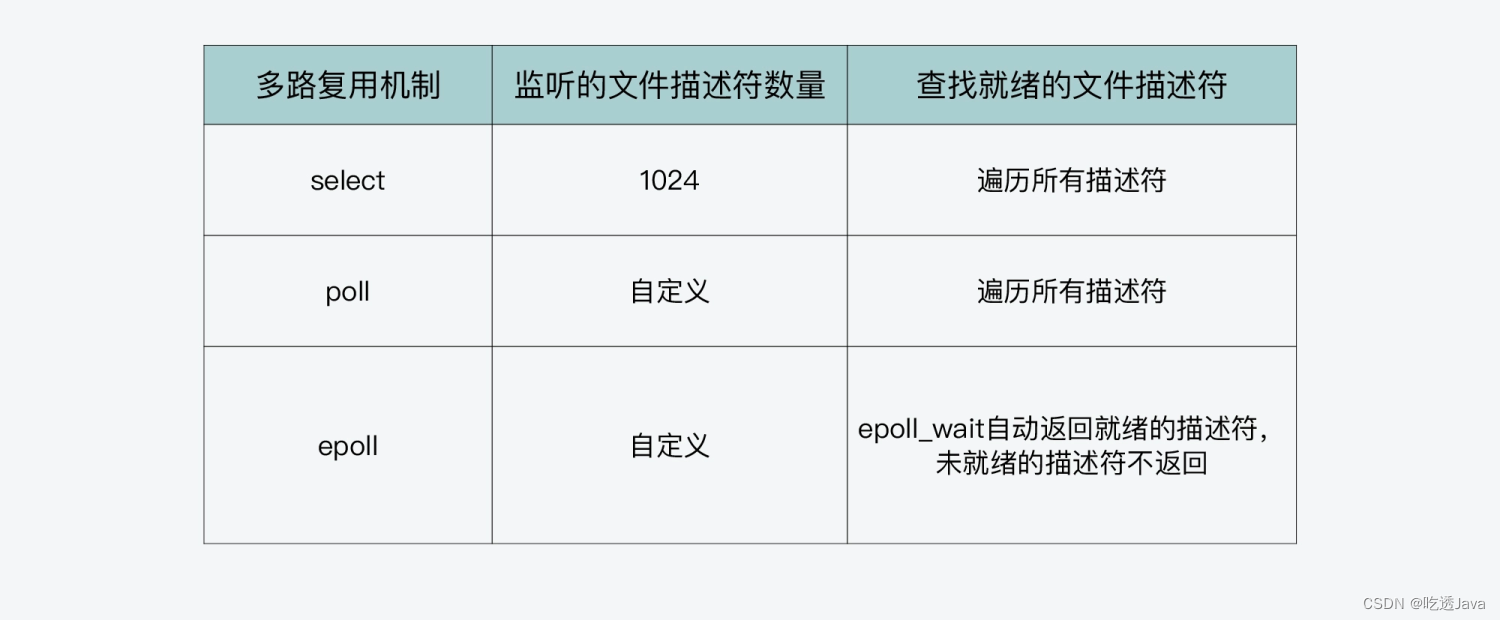 多路复用机制
监听的文件描述符数量
查找就绪的文件描述符
select
1024
遍历所有描述符
poll
自定义
遍历所有描述符
epoll
自定义
epoll_wait自动返回就绪的描述符，
未就绪的描述符不返回
CSDN @吃透Java